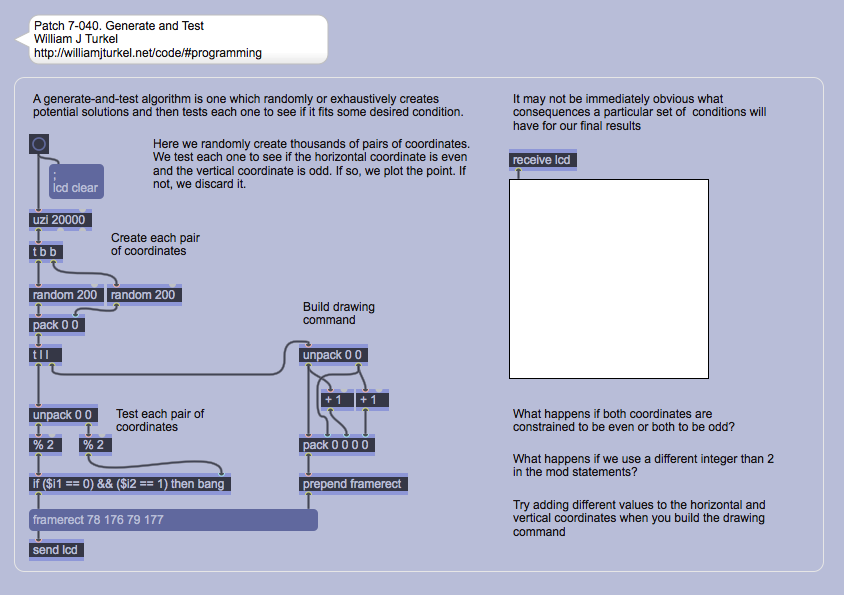 Patch 7-040. Generate and Test
William J Turkel
http://williamjturkel.net/code/#programming
A generate-and-test algorithm is one which randomly or exhaustively creates
potential solutions and then tests each one to see if it fits some desired condition.
Here we randomly create thousands of pairs of coordinates.
We test each one to see if the horizontal coordinate is even
and the vertical coordinate is odd. If so, we plot the point. If
not, we discard it.
;
lcd clear
uzi 20000
t b b
Create each pair
of coordinates
random 200
random 200
pack 0 0
t l l
Build drawing
command
unpack 0 0
+ 1
+ 1
unpack 0 0
Test each pair of
coordinates
% 2
% 2
pack 0 0 0 0
if ($i1 == 0) && ($i2 == 1) then bang
prepend framerect
framerect 78 176 79 177
send lcd
It may not be immediately obvious what
consequences a particular set of conditions will
have for our final results
receive lcd
What happens if both coordinates are
constrained to be even or both to be odd?
What happens if we use a different integer than 2
in the mod statements?
Try adding different values to the horizontal and
vertical coordinates when you build the drawing
command